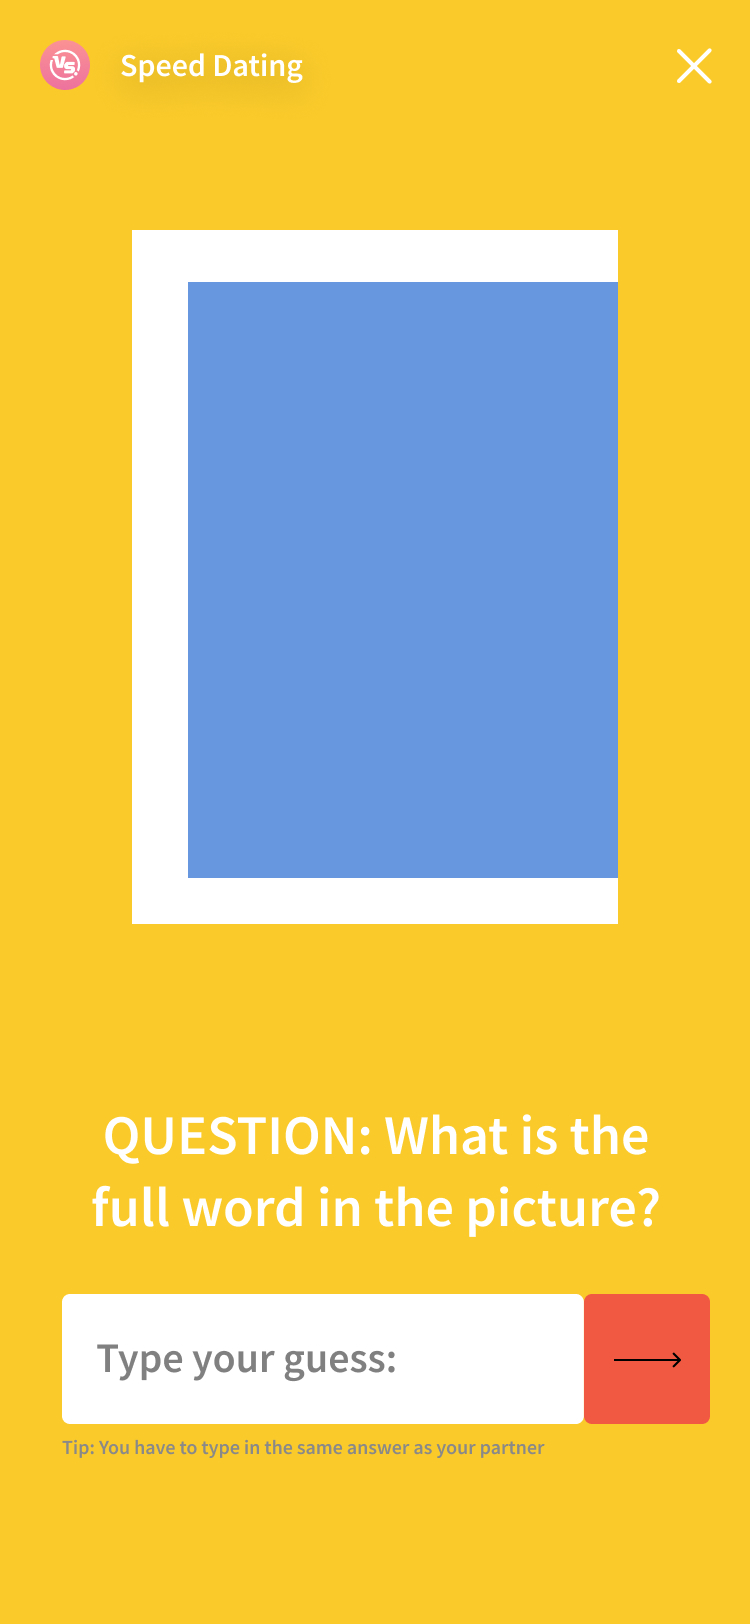 VS.
Speed Dating
QUESTION: What is the
full word in the picture?
Type your guess:
Tip: You have to type in the same answer as your partner